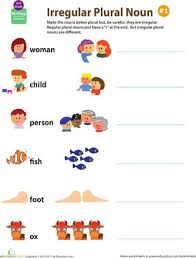 Irregular Plural Noun #1
Make the nouns below plural but, be careful, they are irregular.
Regular plural nouns just have a "s" at the end. But irregular plural
nouns are different.
woman
child
person
fish
foot
ox